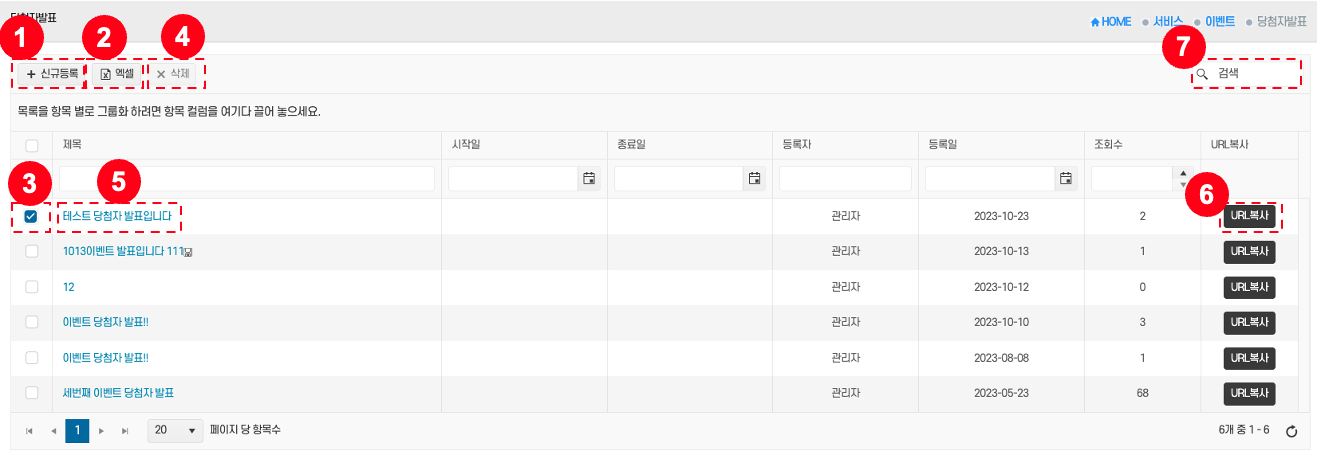 당첨자발표
HOME 서비스 이벤트 당첨자발표
1 2 4 7
신규등록 엑셀 삭제 검색
목록을 항목 별로 그룹화 하려면 항목 컬럼을 여기다 끌어 놓으세요.
제목 시작일 종료일 등록자 등록일 조회수 URL복사
3 5 6
테스트 당첨자 발표입니다 관리자 2023-10-23 2 URL복사
1013이벤트 발표입니다 111 관리자 2023-10-13 1 URL복사
12 관리자 2023-10-12 0 URL복사
이벤트 당첨자 발표!! 관리자 2023-10-10 3 URL복사
이벤트 당첨자 발표!! 관리자 2023-08-08 1 URL복사
세번째 이벤트 당첨자 발표 관리자 2023-05-23 68 URL복사
1 20 페이지 당 항목수 6개 중 1 - 6